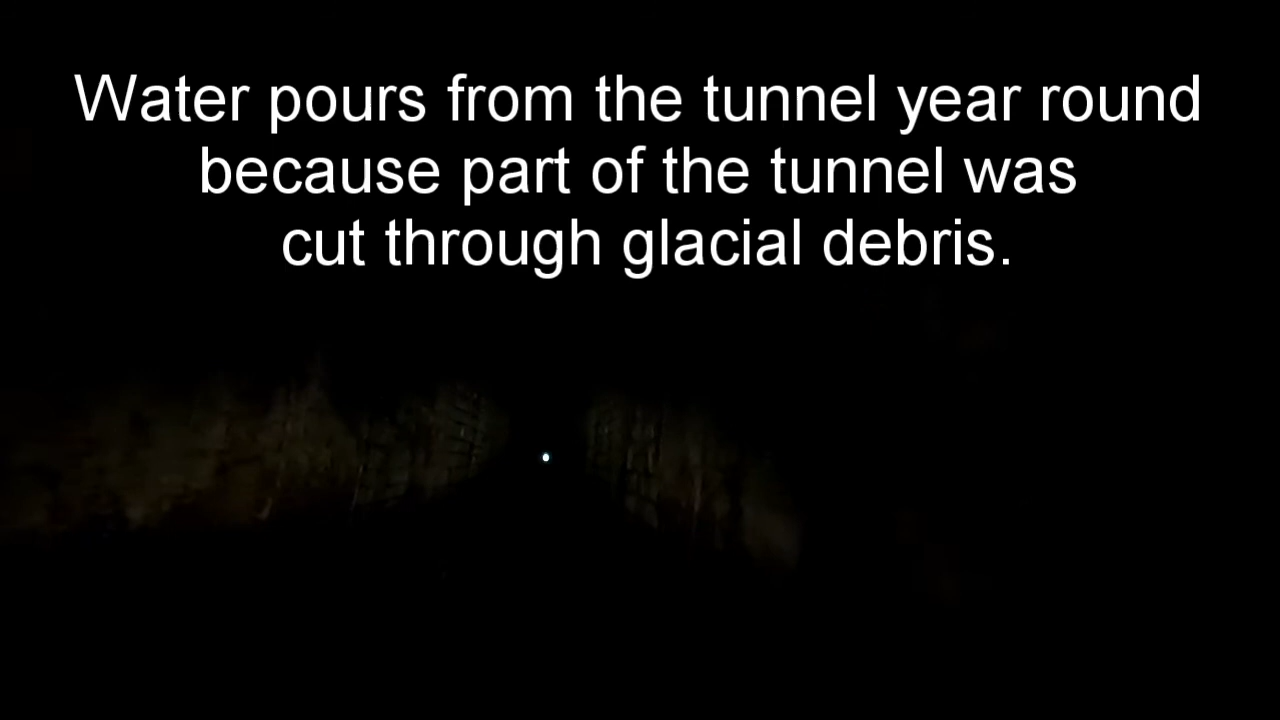 Water pours from the tunnel year round
because part of the tunnel was
cut through glacial debris.